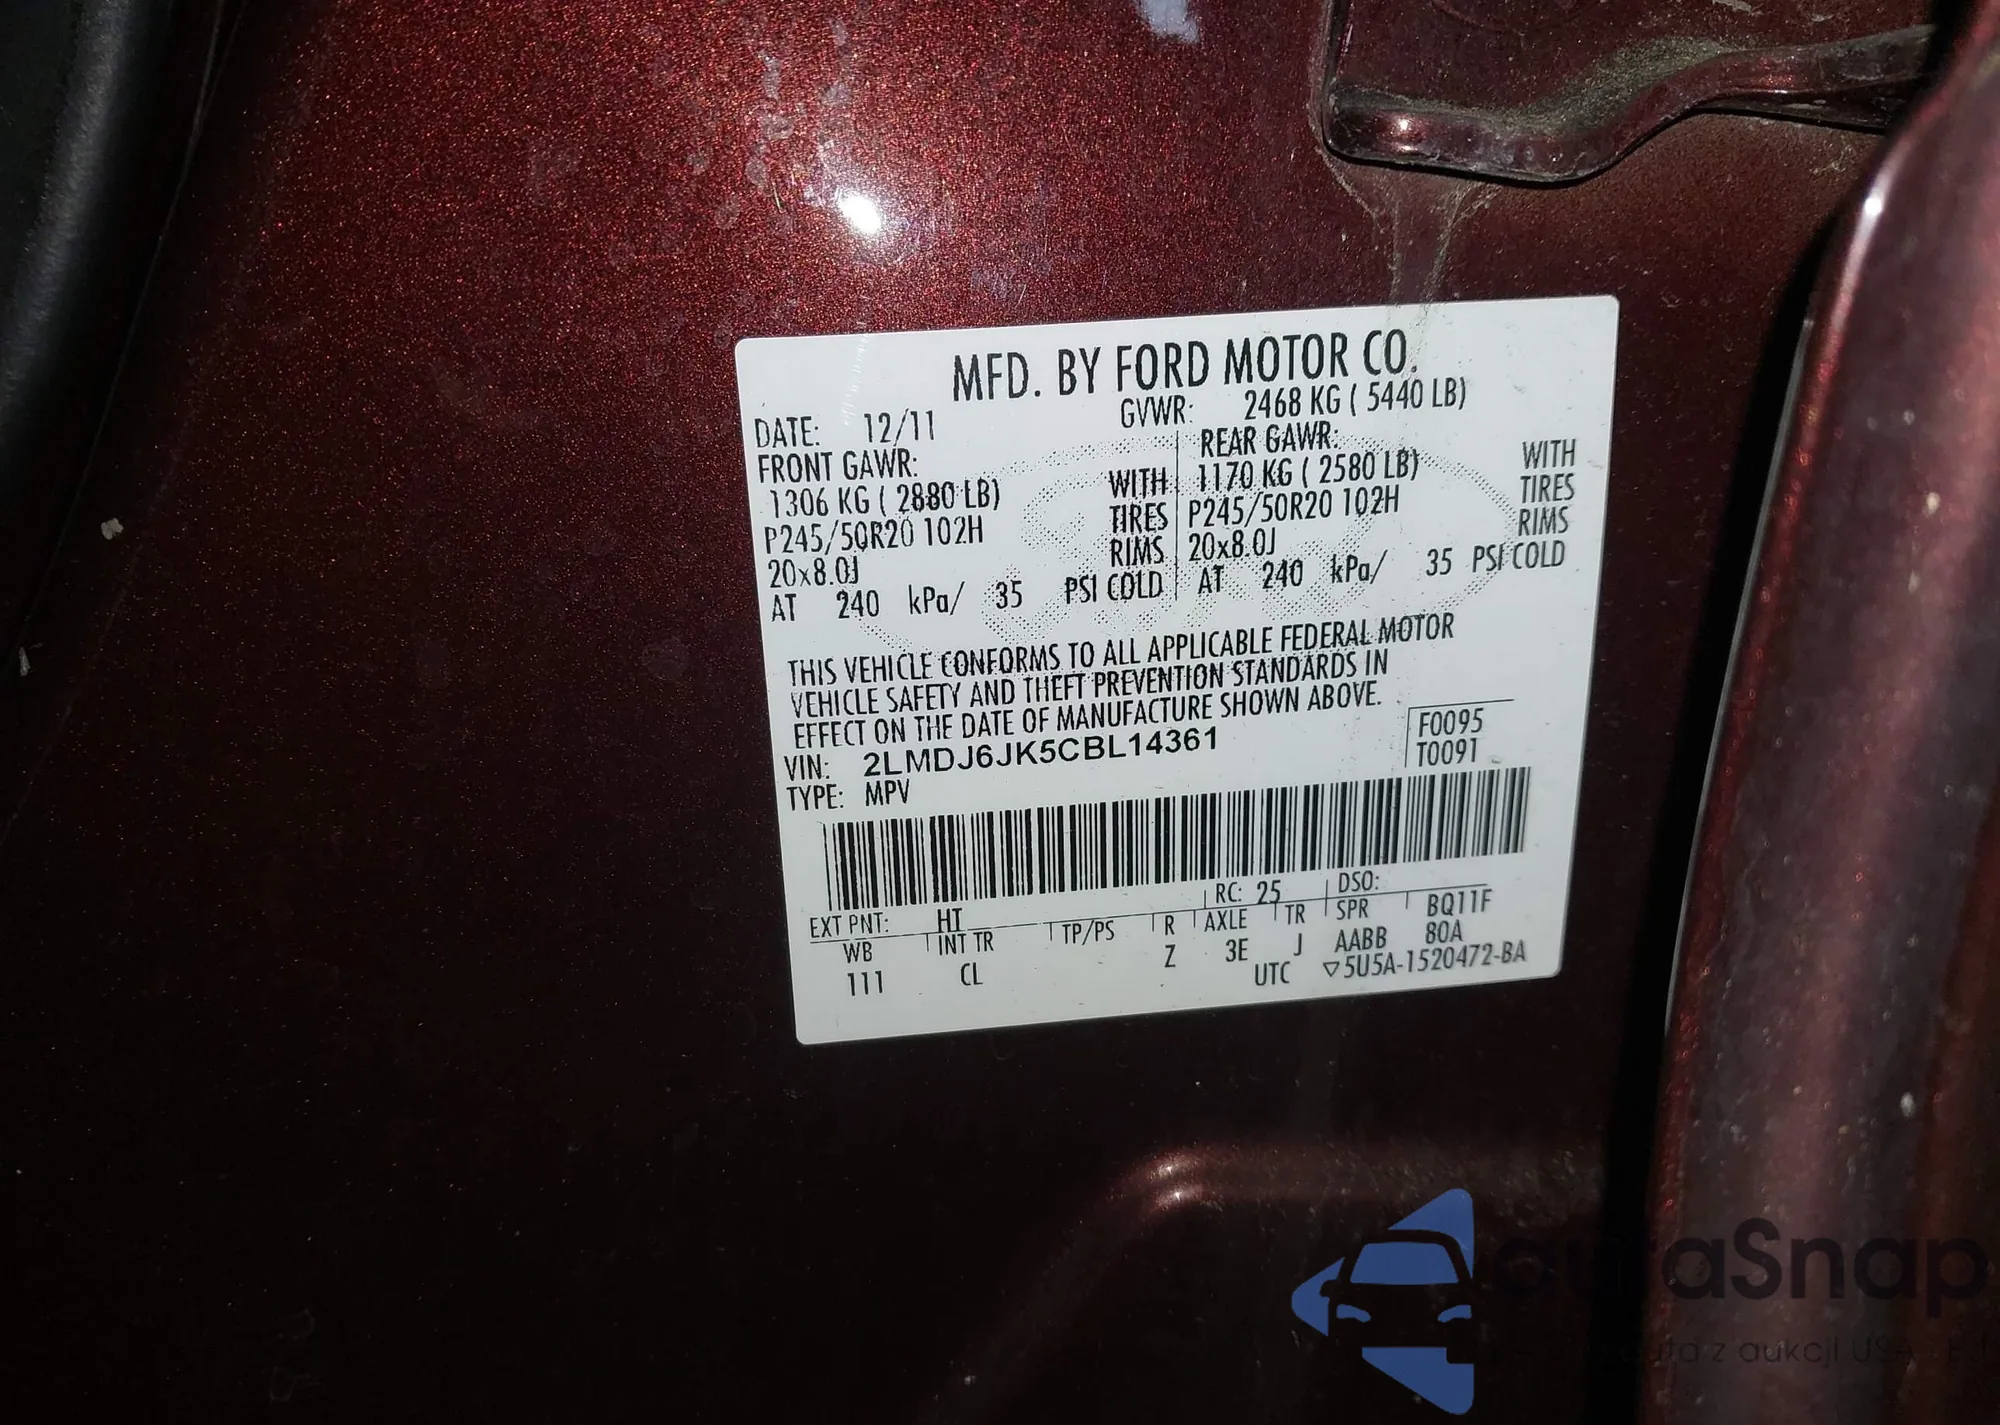 MFD. BY FORD MOTOR CO.
DATE: 12/11 GVWR: 2468 KG ( 5440 LB)
FRONT GAWR: REAR GAWR:
1306 KG ( 2880 LB) WITH 1170 KG ( 2580 LB) WITH
P245/50R20 102H TIRES P245/50R20 102H TIRES
20x8.0J RIMS 20x8.0J RIMS
AT 240 kPa/ 35 PSI COLD AT 240 kPa/ 35 PSI COLD
THIS VEHICLE CONFORMS TO ALL APPLICABLE FEDERAL MOTOR
VEHICLE SAFETY AND THEFT PREVENTION STANDARDS IN
EFFECT ON THE DATE OF MANUFACTURE SHOWN ABOVE.
VIN: 2LMDJ6JK5CBL14361 F0095
TYPE: MPV T0091
EXT PNT: HT RC: 25 DSO:
WB INT TR TP/PS R AXLE TR SPR BQ11F
111 CL Z 3E J AABB 80A
UTC ▽5U5A-1520472-BA
autaSnap
auta z aukcji USA